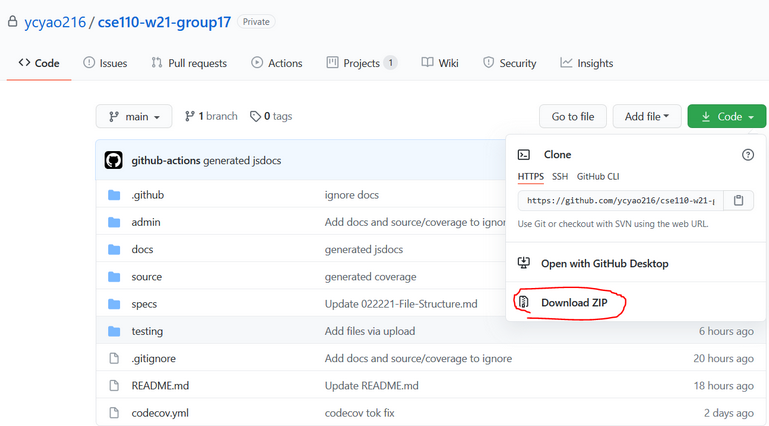 ycyao216 / cse110-w21-group17 Private
Code Issues Pull requests Actions Projects 1 Wiki Security Insights
main 1 branch 0 tags Go to file Add file Code
github-actions generated jsdocs
Clone
HTTPS SSH GitHub CLI
https://github.com/ycyao216/cse110-w21-g
Use Git or checkout with SVN using the web URL.
Open with GitHub Desktop
Download ZIP
.github ignore docs
admin Add docs and source/coverage to ignor
docs generated jsdocs
source generated coverage
specs Update 022221-File-Structure.md
testing Add files via upload 6 hours ago
.gitignore Add docs and source/coverage to ignore 20 hours ago
README.md Update README.md 18 hours ago
codecov.yml codecov tok fix 2 days ago